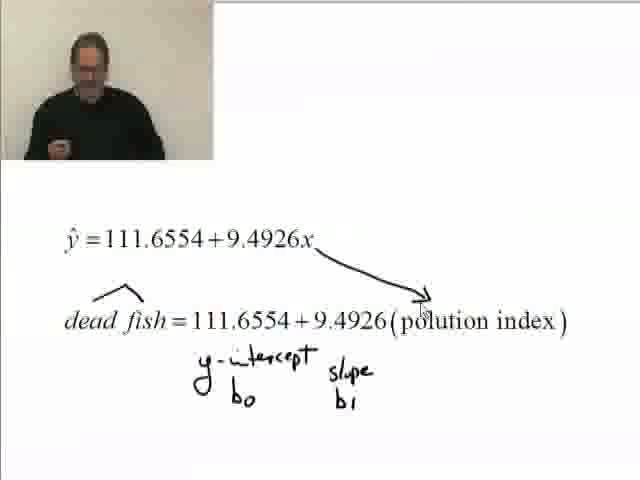 ŷ = 111.6554 + 9.4926x
dead fish = 111.6554 + 9.4926 (polution index)
y-intercept slope
b₀ b₁